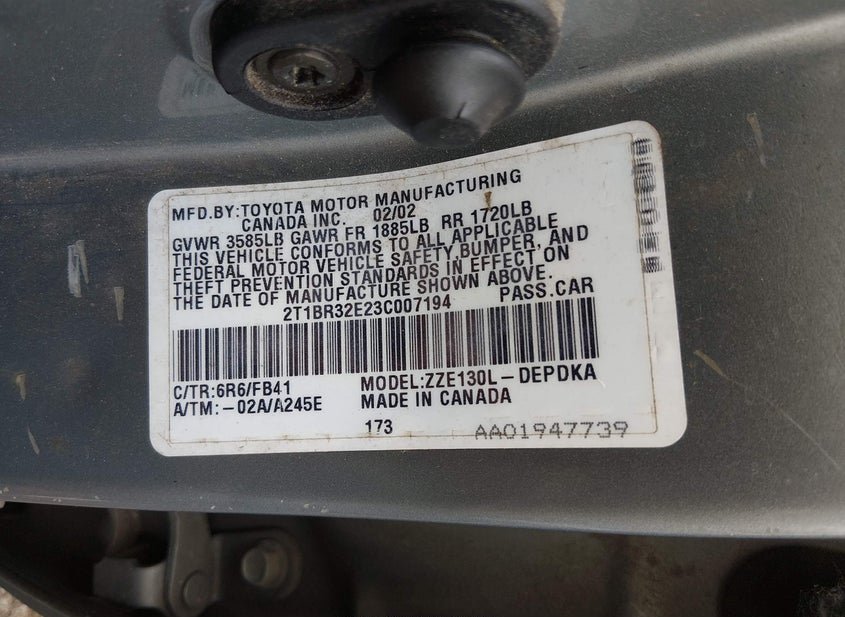 MFD.BY:TOYOTA MOTOR MANUFACTURING
CANADA INC. 02/02
GVWR 3585LB GAWR FR 1885LB RR 1720LB
THIS VEHICLE CONFORMS TO ALL APPLICABLE
FEDERAL MOTOR VEHICLE SAFETY,BUMPER, AND
THEFT PREVENTION STANDARDS IN EFFECT ON
THE DATE OF MANUFACTURE SHOWN ABOVE.
2T1BR32E23C007194 PASS.CAR
C/TR:6R6/FB41 MODEL:ZZE130L-DEPDKA
A/TM:-02A/A245E MADE IN CANADA
173 AA01947739